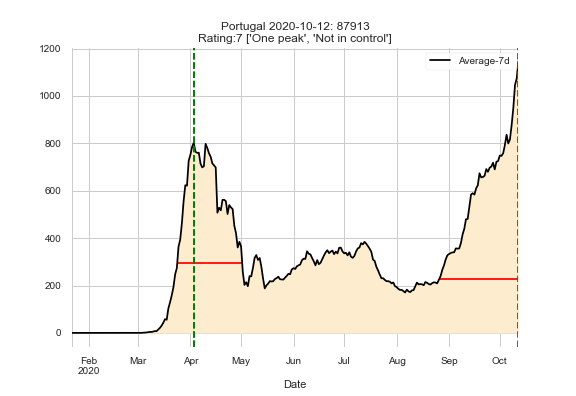 Portugal 2020-10-12: 87913
Rating:7 ['One peak', 'Not in control']
Average-7d
1200
1000
800
600
400
200
0
Feb Mar Apr May Jun Jul Aug Sep Oct
2020
Date